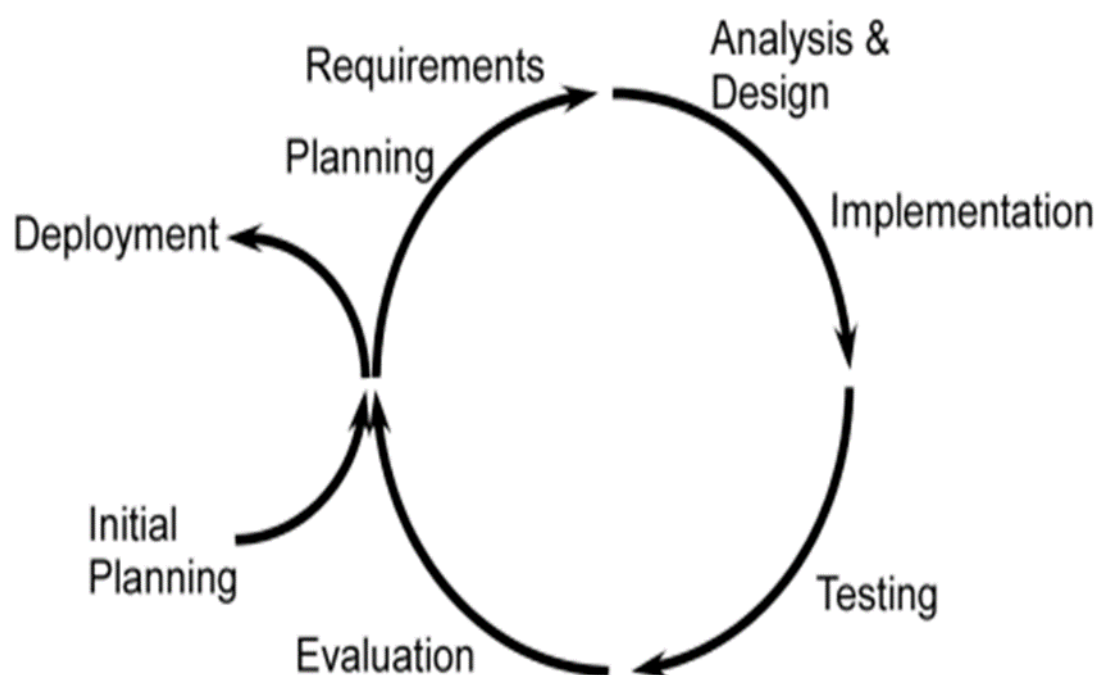 Requirements
Analysis &
Design
Planning
Implementation
Deployment
Initial
Planning
Testing
Evaluation